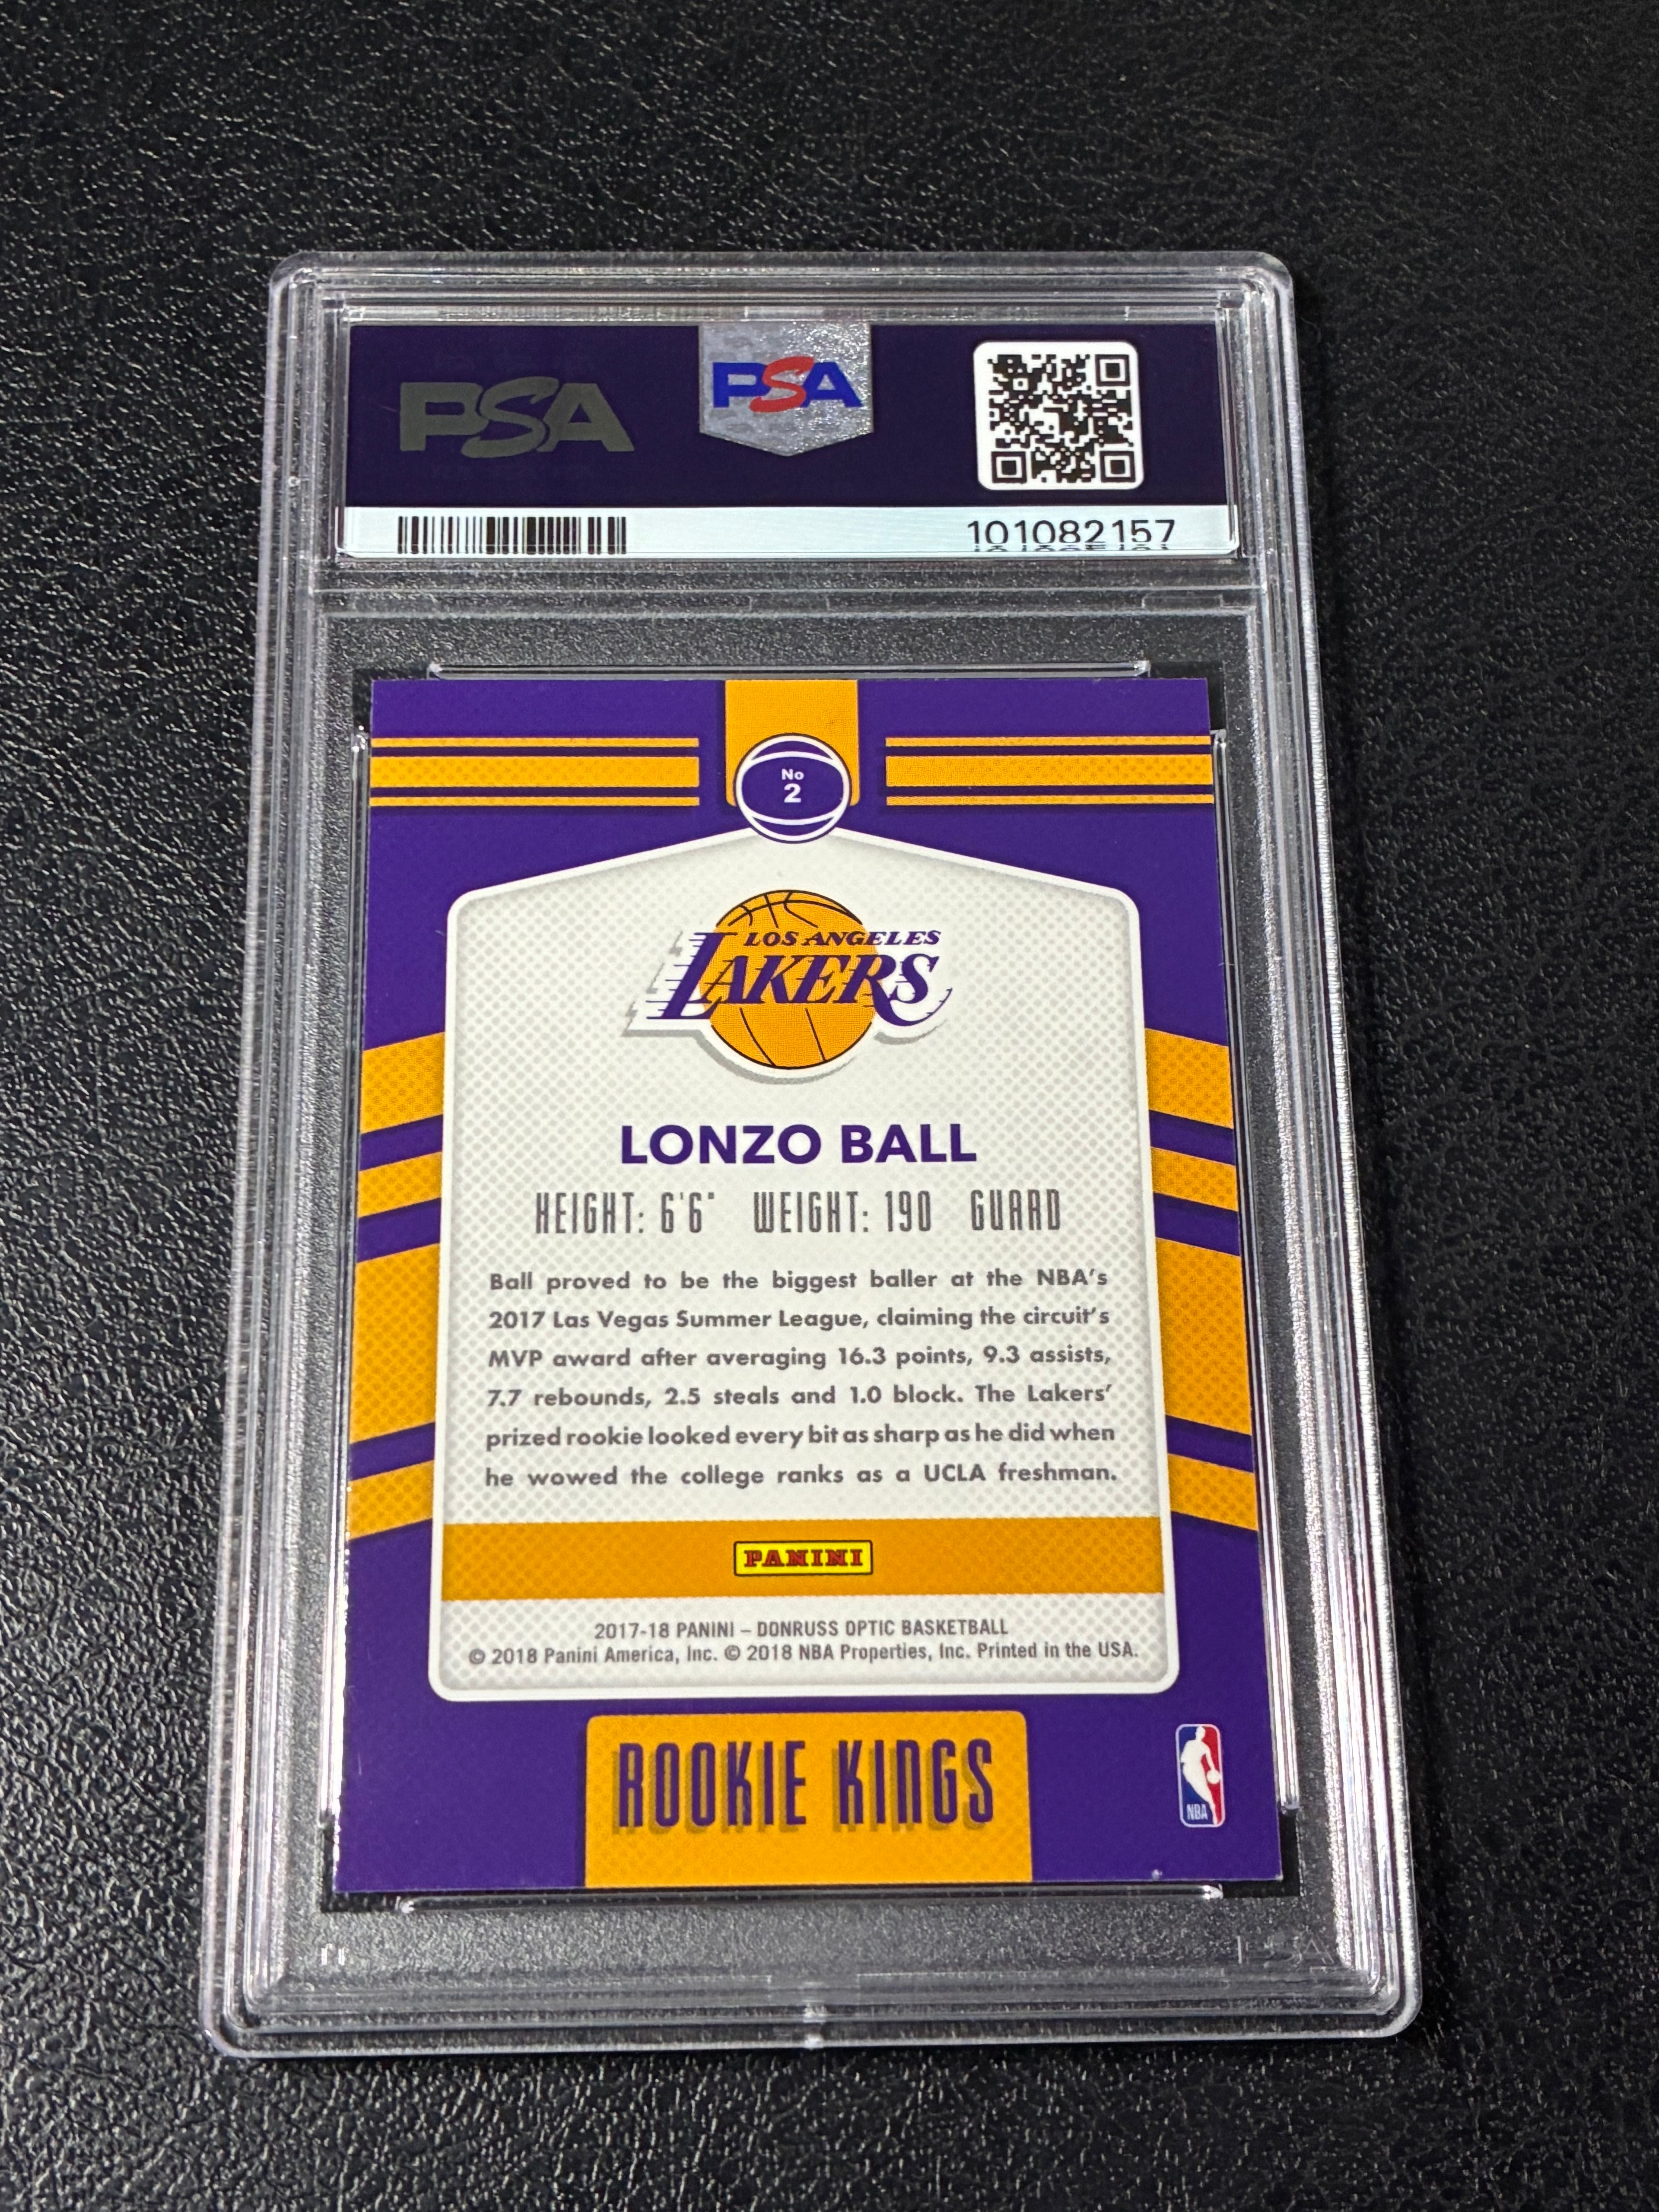 PSA
PSA
101082157
No
2
LOS ANGELES
LAKERS
LONZO BALL
HEIGHT: 6'6" WEIGHT: 190 GUARD
Ball proved to be the biggest baller at the NBA's
2017 Las Vegas Summer League, claiming the circuit's
MVP award after averaging 16.3 points, 9.3 assists,
7.7 rebounds, 2.5 steals and 1.0 block. The Lakers'
prized rookie looked every bit as sharp as he did when
he wowed the college ranks as a UCLA freshman.
PANINI
2017-18 PANINI – DONRUSS OPTIC BASKETBALL
© 2018 Panini America, Inc. © 2018 NBA Properties, Inc. Printed in the USA.
ROOKIE KINGS
NBA
PSA